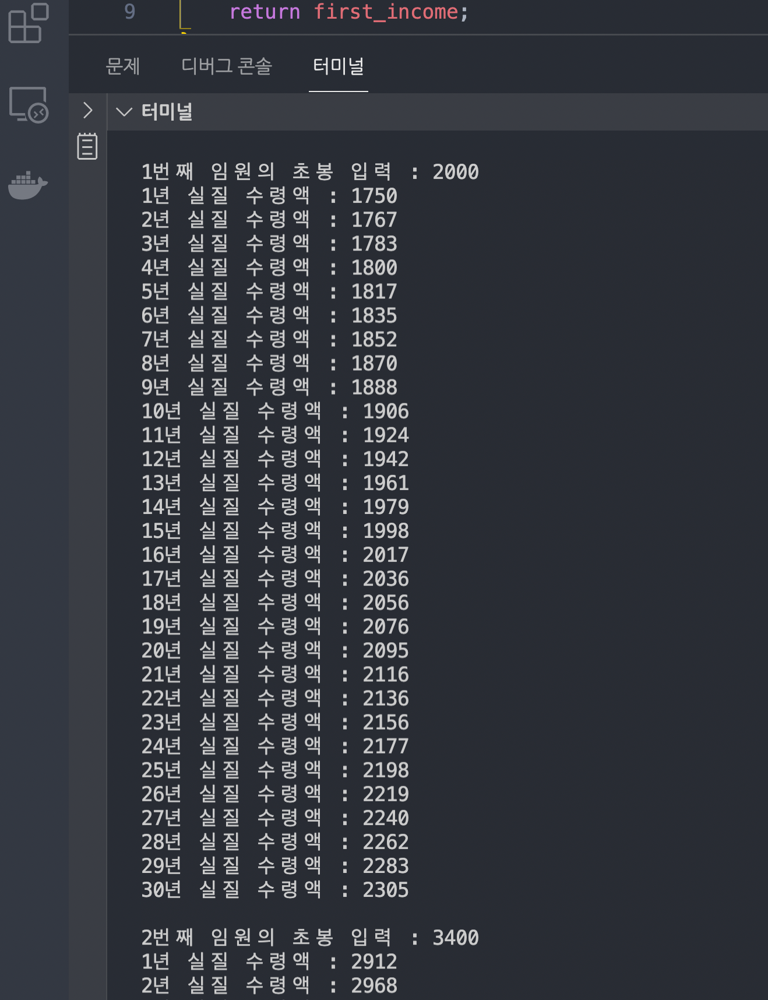 9 return first_income;
문제 디버그 콘솔 터미널
터미널
1번째 임원의 초봉 입력 : 2000
1년 실질 수령액 : 1750
2년 실질 수령액 : 1767
3년 실질 수령액 : 1783
4년 실질 수령액 : 1800
5년 실질 수령액 : 1817
6년 실질 수령액 : 1835
7년 실질 수령액 : 1852
8년 실질 수령액 : 1870
9년 실질 수령액 : 1888
10년 실질 수령액 : 1906
11년 실질 수령액 : 1924
12년 실질 수령액 : 1942
13년 실질 수령액 : 1961
14년 실질 수령액 : 1979
15년 실질 수령액 : 1998
16년 실질 수령액 : 2017
17년 실질 수령액 : 2036
18년 실질 수령액 : 2056
19년 실질 수령액 : 2076
20년 실질 수령액 : 2095
21년 실질 수령액 : 2116
22년 실질 수령액 : 2136
23년 실질 수령액 : 2156
24년 실질 수령액 : 2177
25년 실질 수령액 : 2198
26년 실질 수령액 : 2219
27년 실질 수령액 : 2240
28년 실질 수령액 : 2262
29년 실질 수령액 : 2283
30년 실질 수령액 : 2305
2번째 임원의 초봉 입력 : 3400
1년 실질 수령액 : 2912
2년 실질 수령액 : 2968